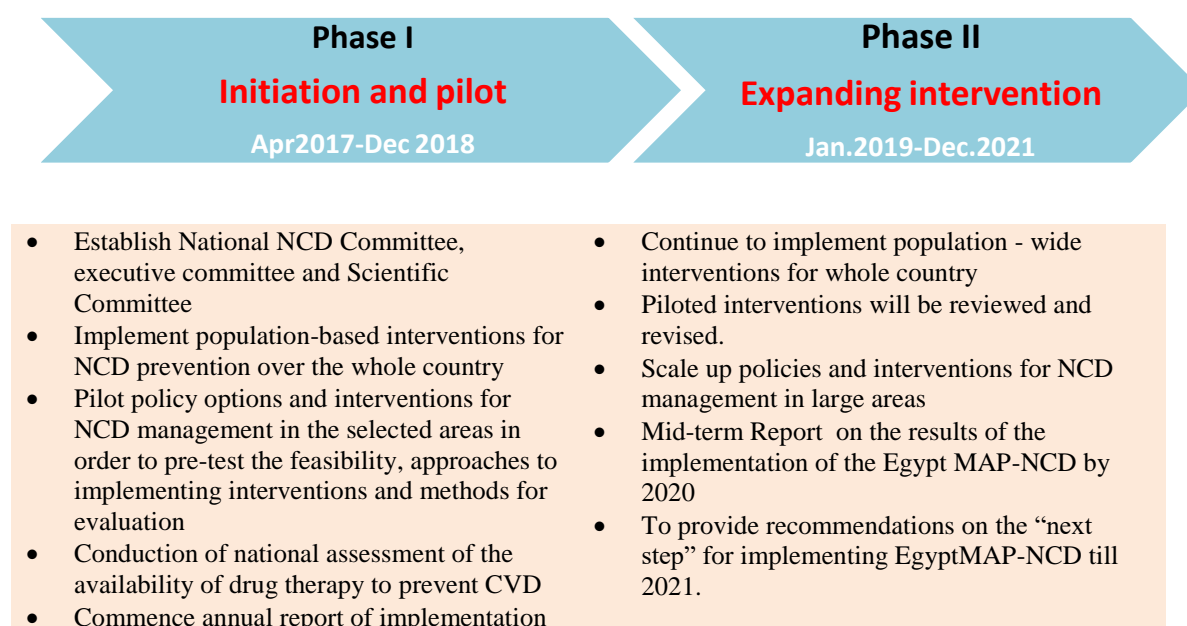 Phase I
Initiation and pilot
Apr2017-Dec 2018
Phase II
Expanding intervention
Jan.2019-Dec.2021
• Establish National NCD Committee,
executive committee and Scientific
Committee
• Implement population-based interventions for
NCD prevention over the whole country
• Pilot policy options and interventions for
NCD management in the selected areas in
order to pre-test the feasibility, approaches to
implementing interventions and methods for
evaluation
• Conduction of national assessment of the
availability of drug therapy to prevent CVD
• Commence annual report of implementation
• Continue to implement population - wide
interventions for whole country
• Piloted interventions will be reviewed and
revised.
• Scale up policies and interventions for NCD
management in large areas
• Mid-term Report on the results of the
implementation of the Egypt MAP-NCD by
2020
• To provide recommendations on the “next
step” for implementing EgyptMAP-NCD till
2021.